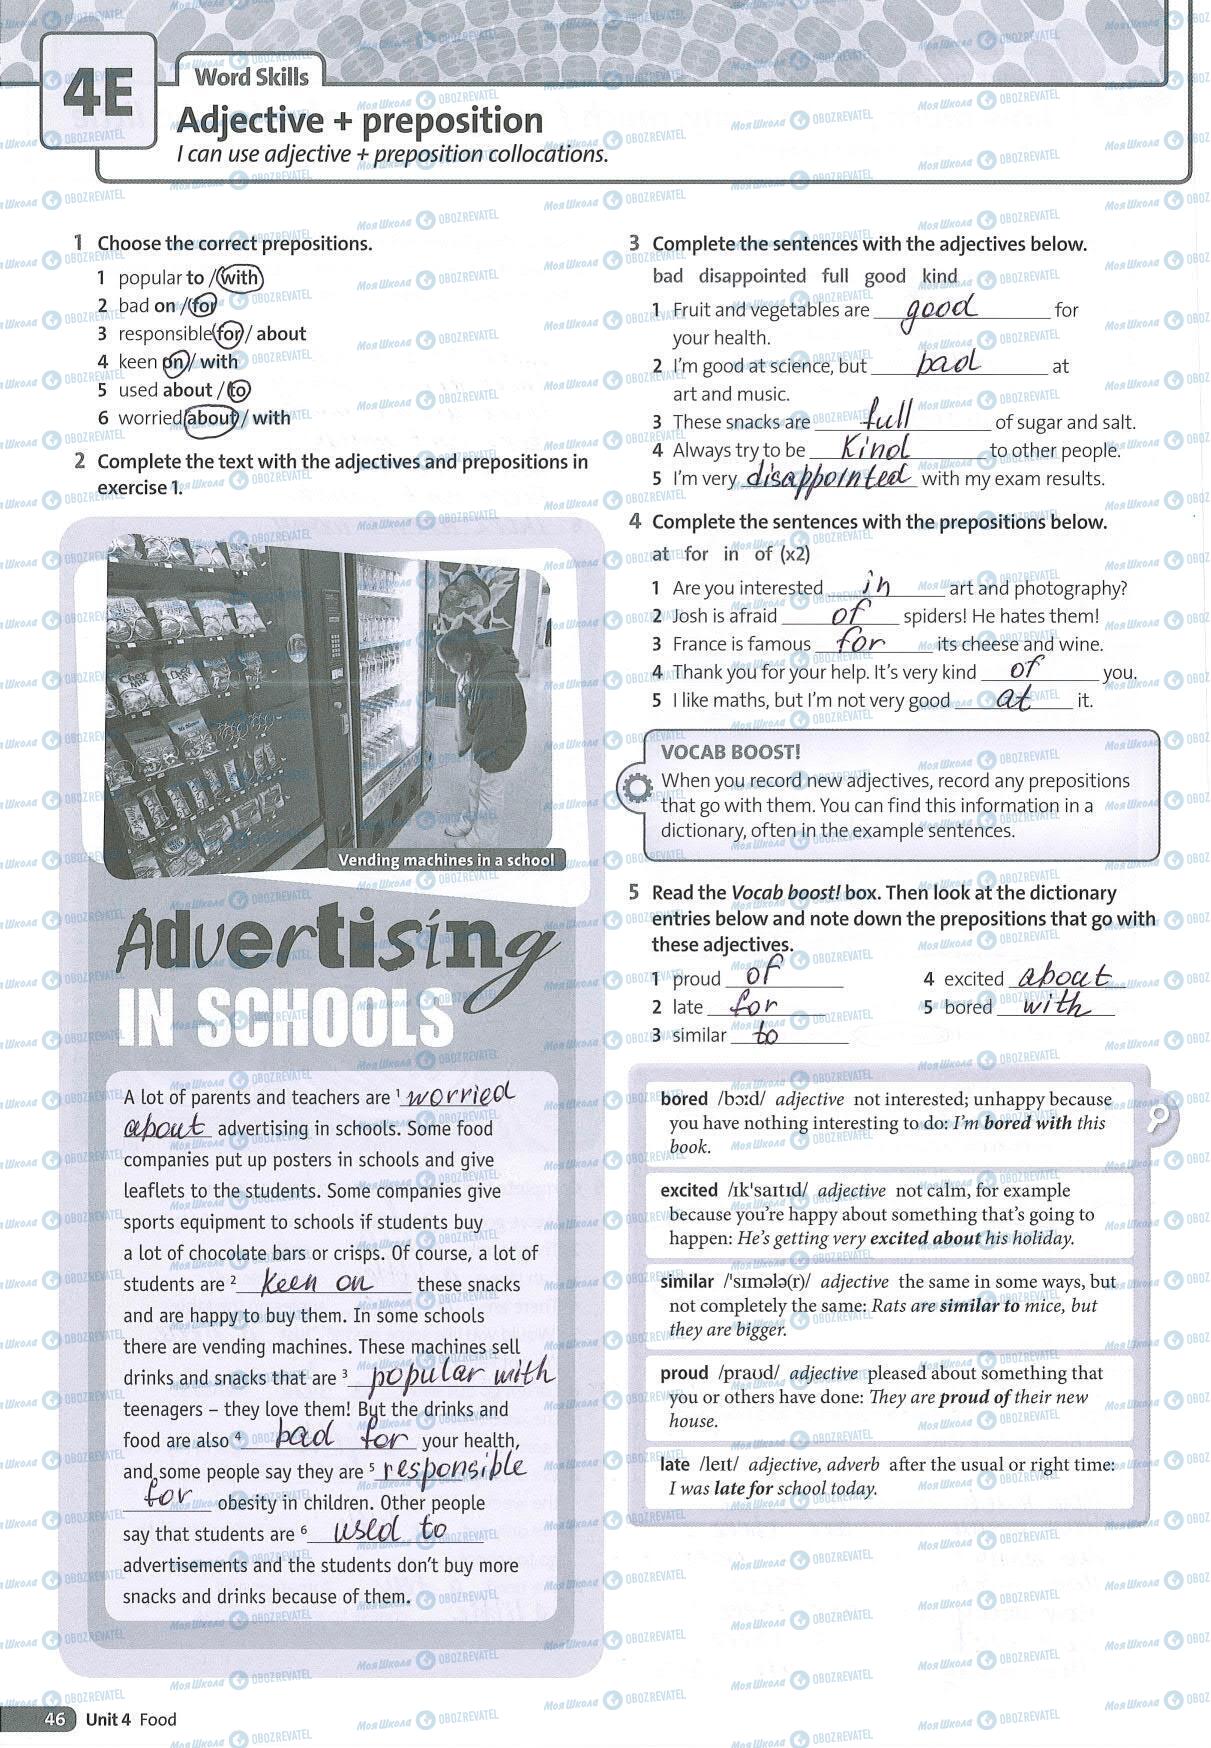 4E
Word Skills
Adjective + preposition
I can use adjective + preposition collocations.
1 Choose the correct prepositions.
1 popular to / with
2 bad on / for
3 responsible for / about
4 keen on / with
5 used about / to
6 worried about / with
2 Complete the text with the adjectives and prepositions in
exercise 1.
Vending machines in a school
Advertising
IN SCHOOLS
A lot of parents and teachers are 1 worried
about advertising in schools. Some food
companies put up posters in schools and give
leaflets to the students. Some companies give
sports equipment to schools if students buy
a lot of chocolate bars or crisps. Of course, a lot of
students are 2 keen on these snacks
and are happy to buy them. In some schools
there are vending machines. These machines sell
drinks and snacks that are 3 popular with
teenagers – they love them! But the drinks and
food are also 4 bad for your health,
and some people say they are 5 responsible
for obesity in children. Other people
say that students are 6 used to
advertisements and the students don't buy more
snacks and drinks because of them.
3 Complete the sentences with the adjectives below.
bad disappointed full good kind
1 Fruit and vegetables are good for
your health.
2 I'm good at science, but bad at
art and music.
3 These snacks are full of sugar and salt.
4 Always try to be kind to other people.
5 I'm very disappointed with my exam results.
4 Complete the sentences with the prepositions below.
at for in of (x2)
1 Are you interested in art and photography?
2 Josh is afraid of spiders! He hates them!
3 France is famous for its cheese and wine.
4 Thank you for your help. It's very kind of you.
5 I like maths, but I'm not very good at it.
VOCAB BOOST!
When you record new adjectives, record any prepositions
that go with them. You can find this information in a
dictionary, often in the example sentences.
5 Read the Vocab boost! box. Then look at the dictionary
entries below and note down the prepositions that go with
these adjectives.
1 proud of 4 excited about
2 late for 5 bored with
3 similar to
bored /bɔːd/ adjective not interested; unhappy because
you have nothing interesting to do: I'm bored with this
book.
excited /ɪkˈsaɪtɪd/ adjective not calm, for example
because you're happy about something that's going to
happen: He's getting very excited about his holiday.
similar /ˈsɪmələ(r)/ adjective the same in some ways, but
not completely the same: Rats are similar to mice, but
they are bigger.
proud /praʊd/ adjective pleased about something that
you or others have done: They are proud of their new
house.
late /leɪt/ adjective, adverb after the usual or right time:
I was late for school today.
46 Unit 4 Food
Моя Школа OBOZREVATEL